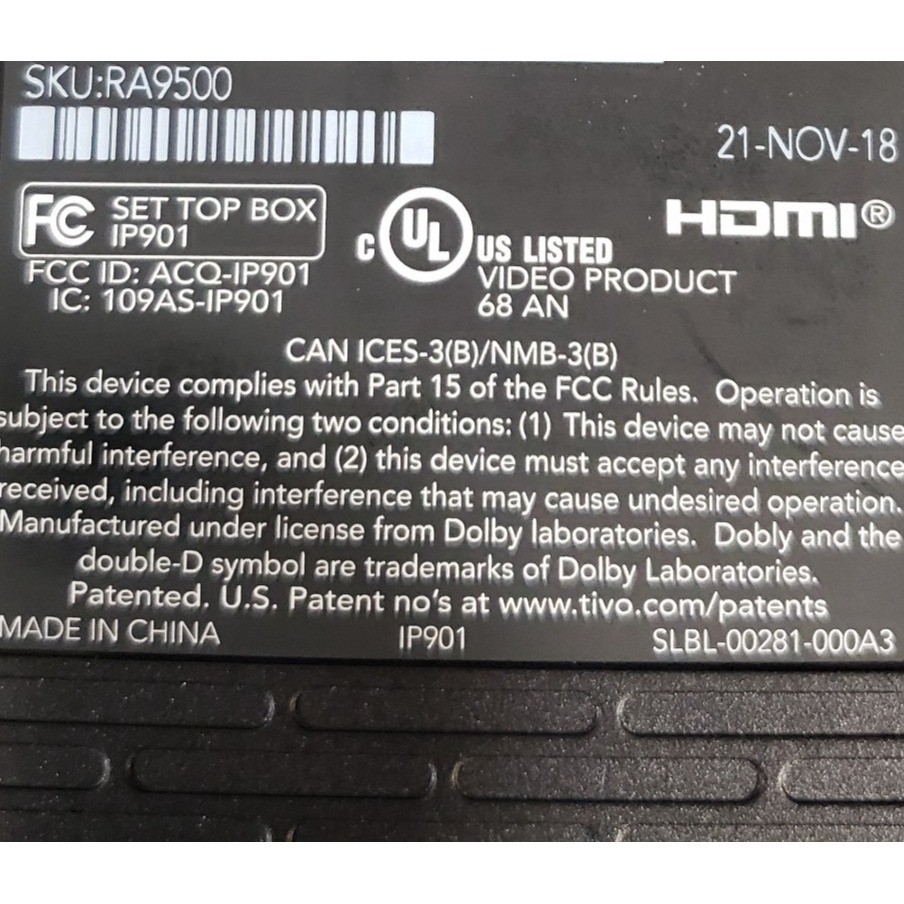 SKU:RA9500
21-NOV-18
FC SET TOP BOX
IP901
FCC ID: ACQ-IP901
IC: 109AS-IP901
C UL US LISTED
VIDEO PRODUCT
68 AN
HDMI®
CAN ICES-3(B)/NMB-3(B)
This device complies with Part 15 of the FCC Rules. Operation is
subject to the following two conditions: (1) This device may not cause
harmful interference, and (2) this device must accept any interference
received, including interference that may cause undesired operation.
Manufactured under license from Dolby laboratories. Dobly and the
double-D symbol are trademarks of Dolby Laboratories.
Patented. U.S. Patent no's at www.tivo.com/patents
MADE IN CHINA IP901 SLBL-00281-000A3